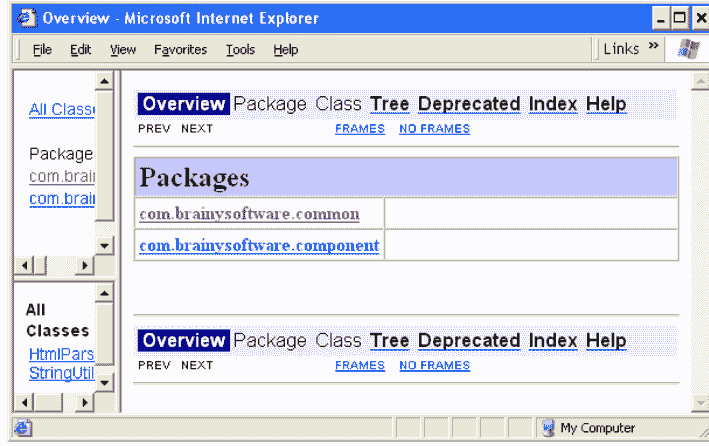 Overview - Microsoft Internet Explorer
File Edit View Favorites Tools Help Links »
All Class
Package
com.brai
com.brai
All
Classes
HtmlPars
StringUtil
Overview Package Class Tree Deprecated Index Help
PREV NEXT FRAMES NO FRAMES
Packages
com.brainysoftware.common
com.brainysoftware.component
Overview Package Class Tree Deprecated Index Help
PREV NEXT FRAMES NO FRAMES
My Computer